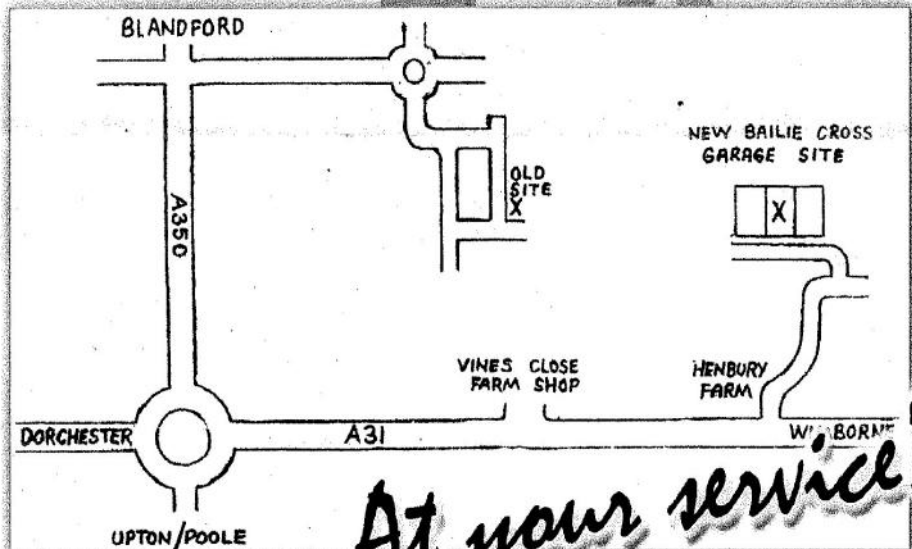 BLANDFORD
NEW BAILIE CROSS
GARAGE SITE
OLD
SITE
X
X
A350
VINES CLOSE
FARM SHOP
HENBURY
FARM
DORCHESTER
A31
UPTON/POOLE
At your service